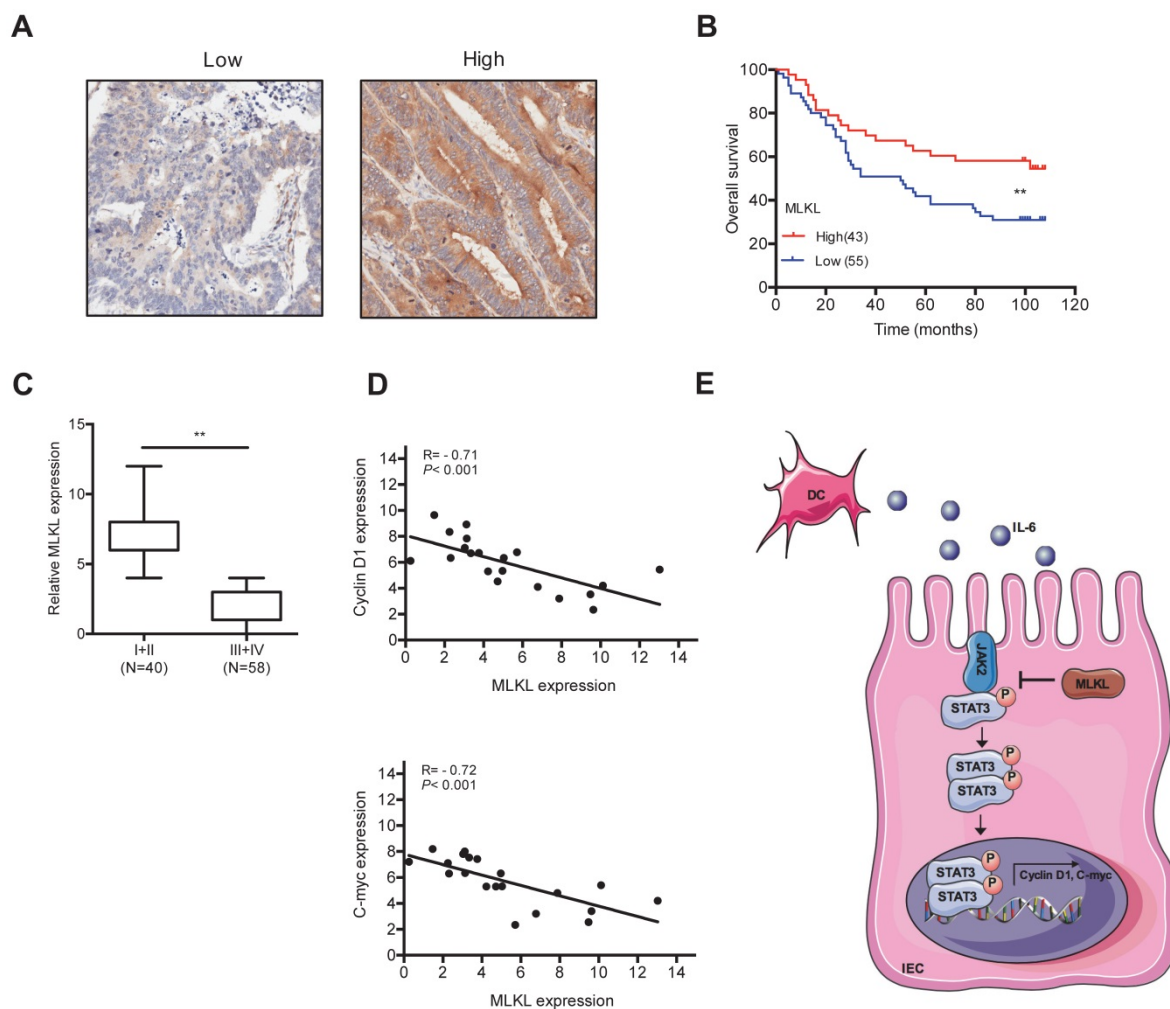 A
Low
High
B
Overall survival
100
80
60
40
20
0
**
MLKL
High(43)
Low (55)
0 20 40 60 80 100 120
Time (months)
C
Relative MLKL expression
15
10
5
0
**
I+II
(N=40)
III+IV
(N=58)
D
Cyclin D1 expresssion
14
12
10
8
6
4
2
0
R= - 0.71
P< 0.001
0 2 4 6 8 10 12 14
MLKL expression
C-myc expression
14
12
10
8
6
4
2
0
R= - 0.72
P< 0.001
0 2 4 6 8 10 12 14
MLKL expression
E
DC
IL-6
JAK2
MLKL
P
STAT3
P
STAT3
P
STAT3
P
STAT3
P
STAT3
Cyclin D1, C-myc
IEC